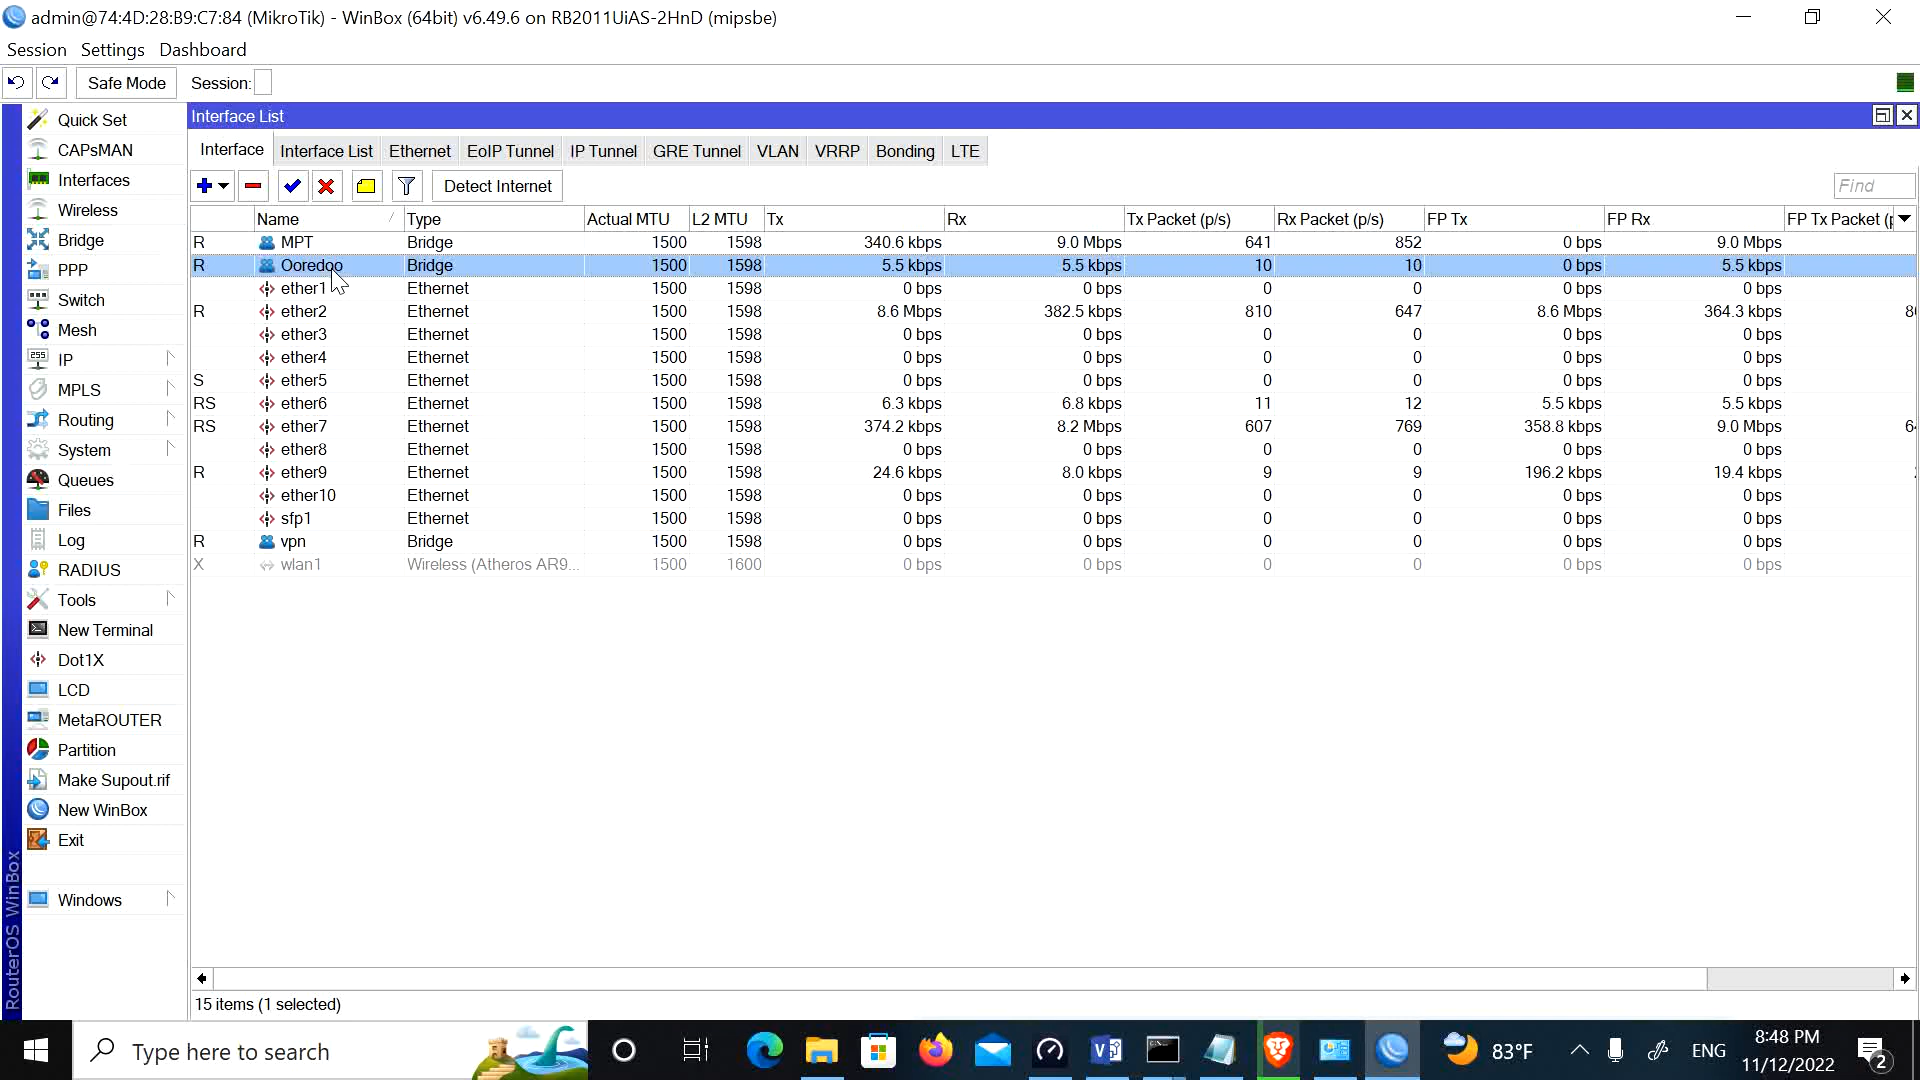 admin@74:4D:28:B9:C7:84 (MikroTik) - WinBox (64bit) v6.49.6 on RB2011UiAS-2HnD (mipsbe)
Session Settings Dashboard
Safe Mode Session:
Interface List
Interface Interface List Ethernet EoIP Tunnel IP Tunnel GRE Tunnel VLAN VRRP Bonding LTE
Detect Internet Find
Name Type Actual MTU L2 MTU Tx Rx Tx Packet (p/s) Rx Packet (p/s) FP Tx FP Rx FP Tx Packet (p
R MPT Bridge 1500 1598 340.6 kbps 9.0 Mbps 641 852 0 bps 9.0 Mbps
R Ooredoo Bridge 1500 1598 5.5 kbps 5.5 kbps 10 10 0 bps 5.5 kbps
ether1 Ethernet 1500 1598 0 bps 0 bps 0 0 0 bps 0 bps
R ether2 Ethernet 1500 1598 8.6 Mbps 382.5 kbps 810 647 8.6 Mbps 364.3 kbps
ether3 Ethernet 1500 1598 0 bps 0 bps 0 0 0 bps 0 bps
ether4 Ethernet 1500 1598 0 bps 0 bps 0 0 0 bps 0 bps
S ether5 Ethernet 1500 1598 0 bps 0 bps 0 0 0 bps 0 bps
RS ether6 Ethernet 1500 1598 6.3 kbps 6.8 kbps 11 12 5.5 kbps 5.5 kbps
RS ether7 Ethernet 1500 1598 374.2 kbps 8.2 Mbps 607 769 358.8 kbps 9.0 Mbps
ether8 Ethernet 1500 1598 0 bps 0 bps 0 0 0 bps 0 bps
R ether9 Ethernet 1500 1598 24.6 kbps 8.0 kbps 9 9 196.2 kbps 19.4 kbps
ether10 Ethernet 1500 1598 0 bps 0 bps 0 0 0 bps 0 bps
sfp1 Ethernet 1500 1598 0 bps 0 bps 0 0 0 bps 0 bps
R vpn Bridge 1500 1598 0 bps 0 bps 0 0 0 bps 0 bps
X wlan1 Wireless (Atheros AR9... 1500 1600 0 bps 0 bps 0 0 0 bps 0 bps
15 items (1 selected)
Quick Set
CAPsMAN
Interfaces
Wireless
Bridge
PPP
Switch
Mesh
255 IP
MPLS
Routing
System
Queues
Files
Log
RADIUS
Tools
New Terminal
Dot1X
LCD
MetaROUTER
Partition
Make Supout.rif
New WinBox
Exit
Windows
RouterOS WinBox
Type here to search
83°F
ENG
8:48 PM
11/12/2022
2